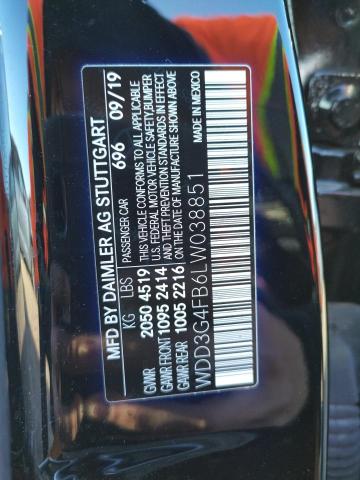 MFD BY DAIMLER AG STUTTGART
696 09/19
KG LBS PASSENGER CAR
GVWR 2050 4519 THIS VEHICLE CONFORMS TO ALL APPLICABLE
U.S. FEDERAL MOTOR VEHICLE SAFETY, BUMPER
GAWR FRONT 1095 2414 AND THEFT PREVENTION STANDARDS IN EFFECT
GAWR REAR 1005 2216 ON THE DATE OF MANUFACTURE SHOWN ABOVE
MADE IN MEXICO
WDD3G4FB6LW038851